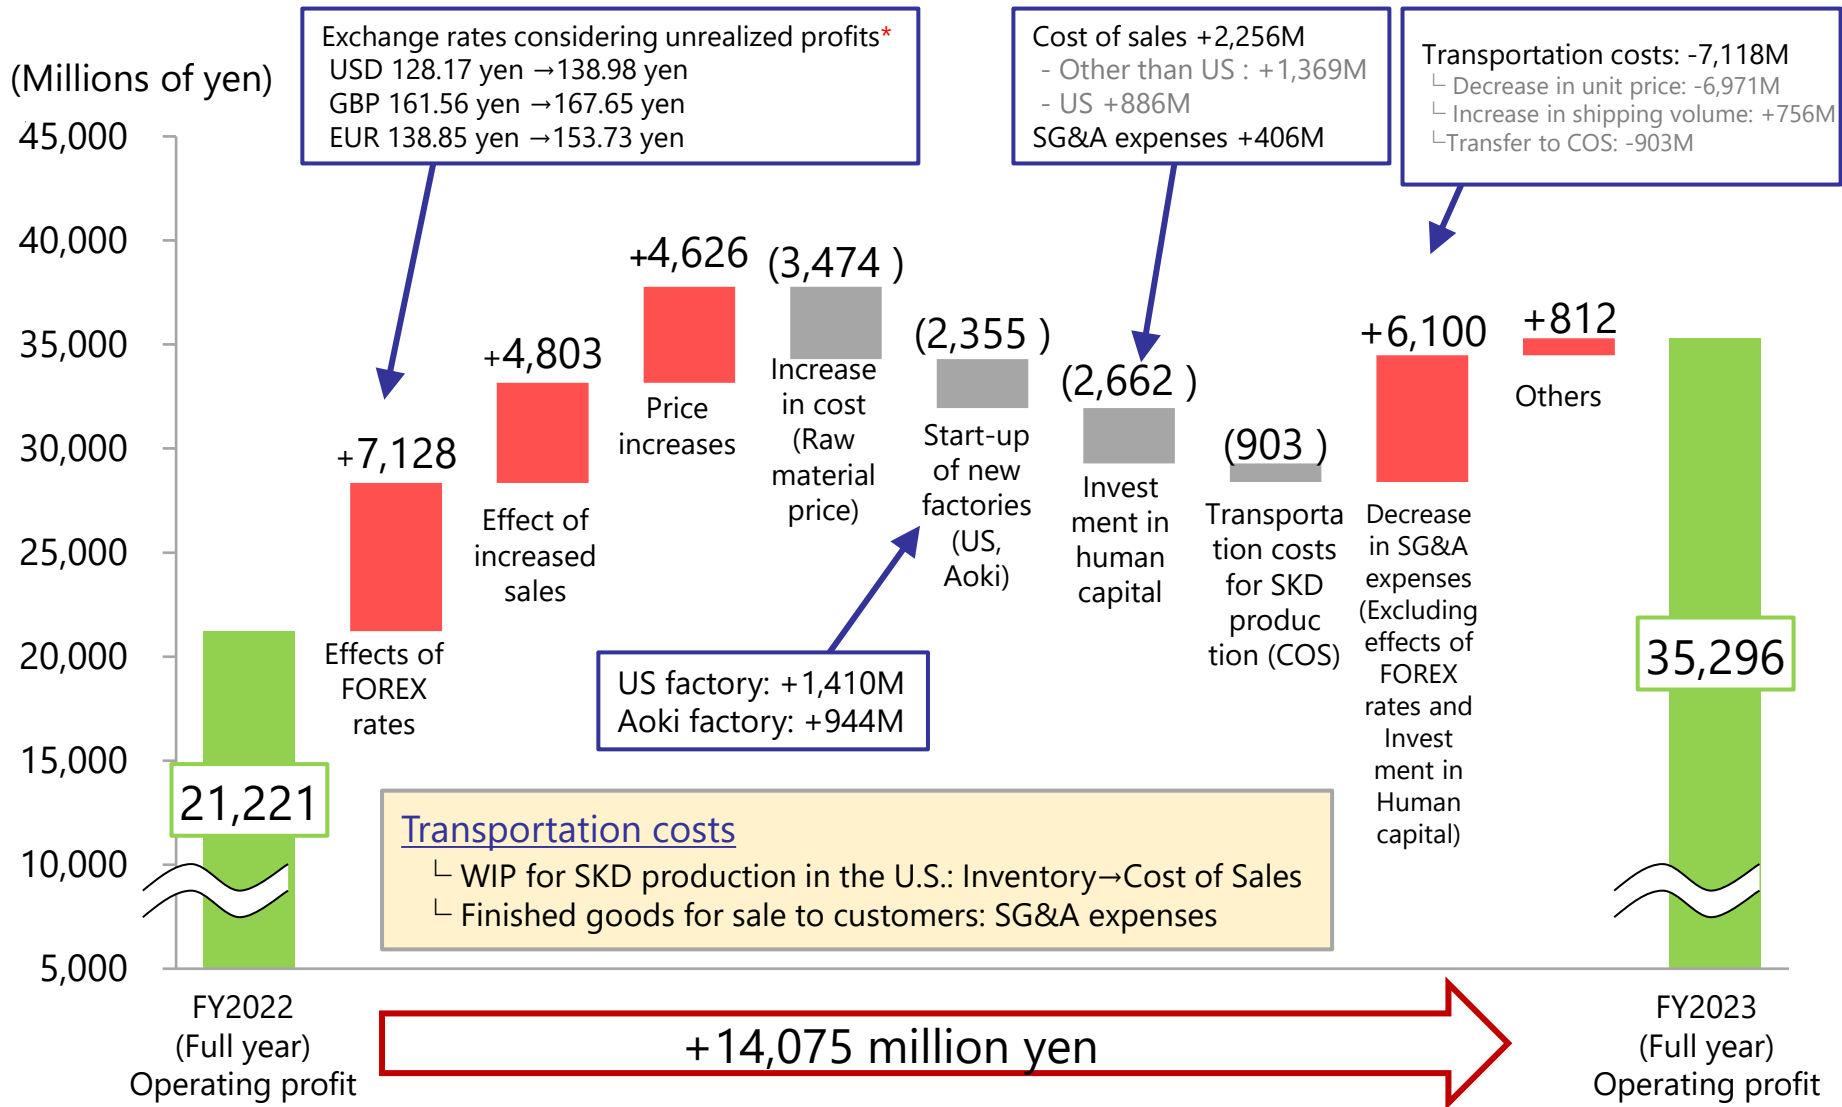 (Millions of yen)
Exchange rates considering unrealized profits*
USD 128.17 yen →138.98 yen
GBP 161.56 yen →167.65 yen
EUR 138.85 yen →153.73 yen
Cost of sales +2,256M
- Other than US : +1,369M
- US +886M
SG&A expenses +406M
Transportation costs: -7,118M
└ Decrease in unit price: -6,971M
└ Increase in shipping volume: +756M
└Transfer to COS: -903M
45,000
40,000
35,000
30,000
25,000
20,000
15,000
10,000
5,000
21,221
FY2022
(Full year)
Operating profit
+7,128
Effects of
FOREX
rates
+4,803
Effect of
increased
sales
+4,626
Price
increases
(3,474 )
Increase
in cost
(Raw
material
price)
(2,355 )
Start-up
of new
factories
(US,
Aoki)
(2,662 )
Invest
ment in
human
capital
(903 )
Transporta
tion costs
for SKD
produc
tion (COS)
+6,100
Decrease
in SG&A
expenses
(Excluding
effects of
FOREX
rates and
Invest
ment in
Human
capital)
+812
Others
35,296
FY2023
(Full year)
Operating profit
US factory: +1,410M
Aoki factory: +944M
Transportation costs
└ WIP for SKD production in the U.S.: Inventory→Cost of Sales
└ Finished goods for sale to customers: SG&A expenses
+14,075 million yen